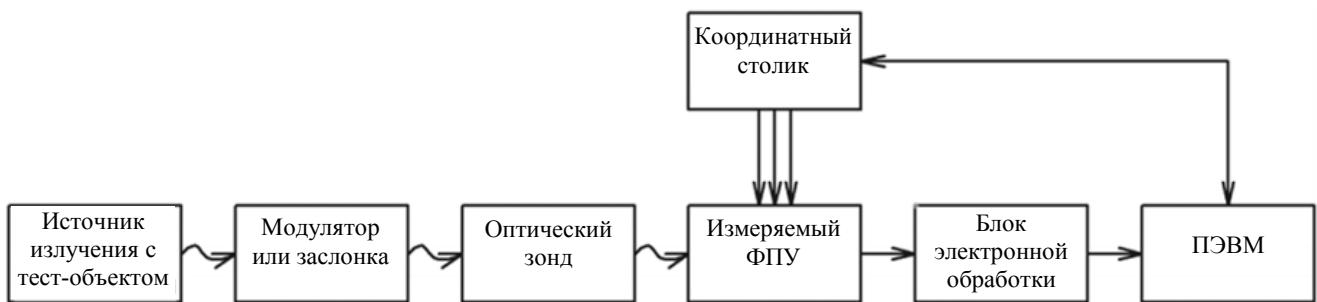 Координатный
столик
Источник
излучения с
тест-объектом
Модулятор
или заслонка
Оптический
зонд
Измеряемый
ФПУ
Блок
электронной
обработки
ПЭВМ